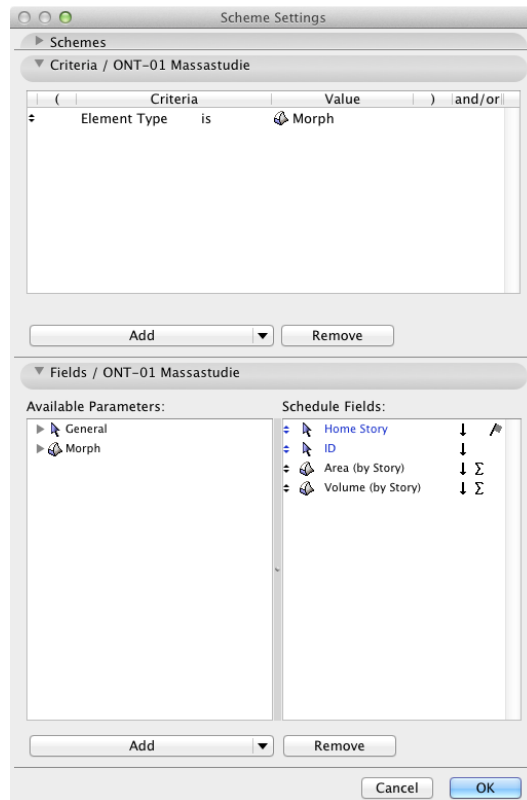 Scheme Settings
Schemes
Criteria / ONT-01 Massastudie
( Criteria Value ) and/or
Element Type is Morph
Add Remove
Fields / ONT-01 Massastudie
Available Parameters: Schedule Fields:
General
Morph
Home Story
ID
Area (by Story) Σ
Volume (by Story) Σ
Add Remove
Cancel OK